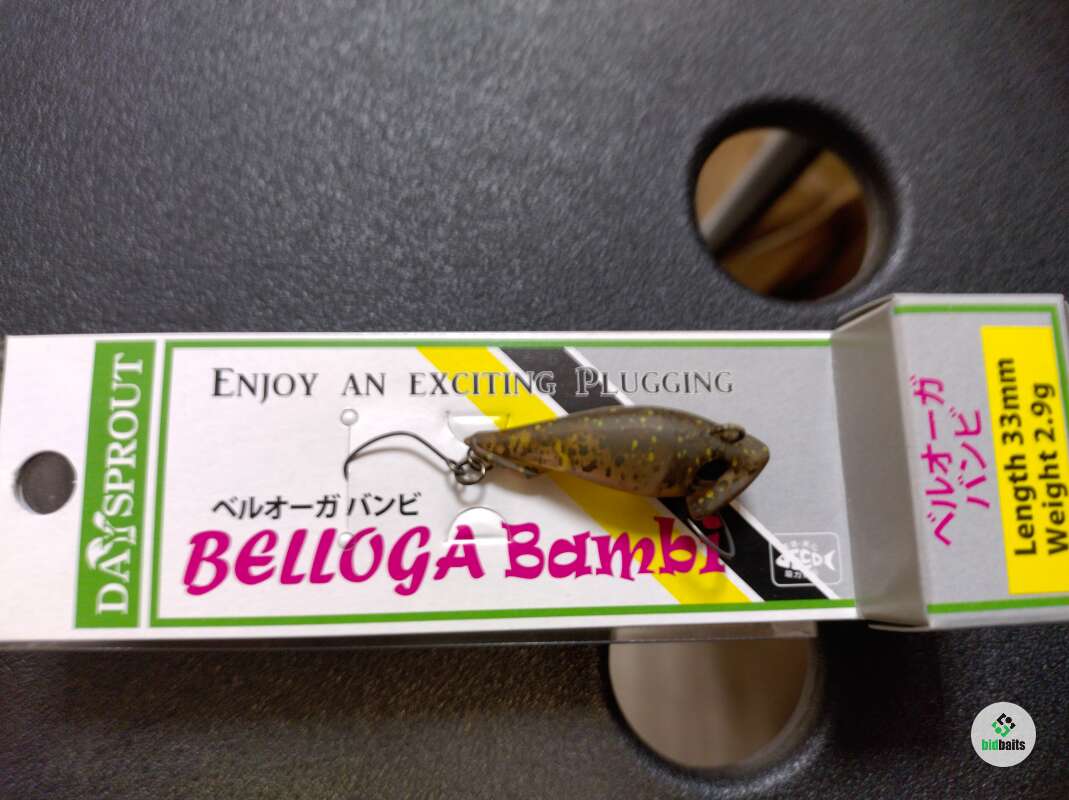 DAYSPROUT
ENJOY AN EXCITING PLUGGING
ベルオーガ バンビ
BELLOGA Bambi
ベルオーガ
バンビ
Length 33mm
Weight 2.9g
bidbaits